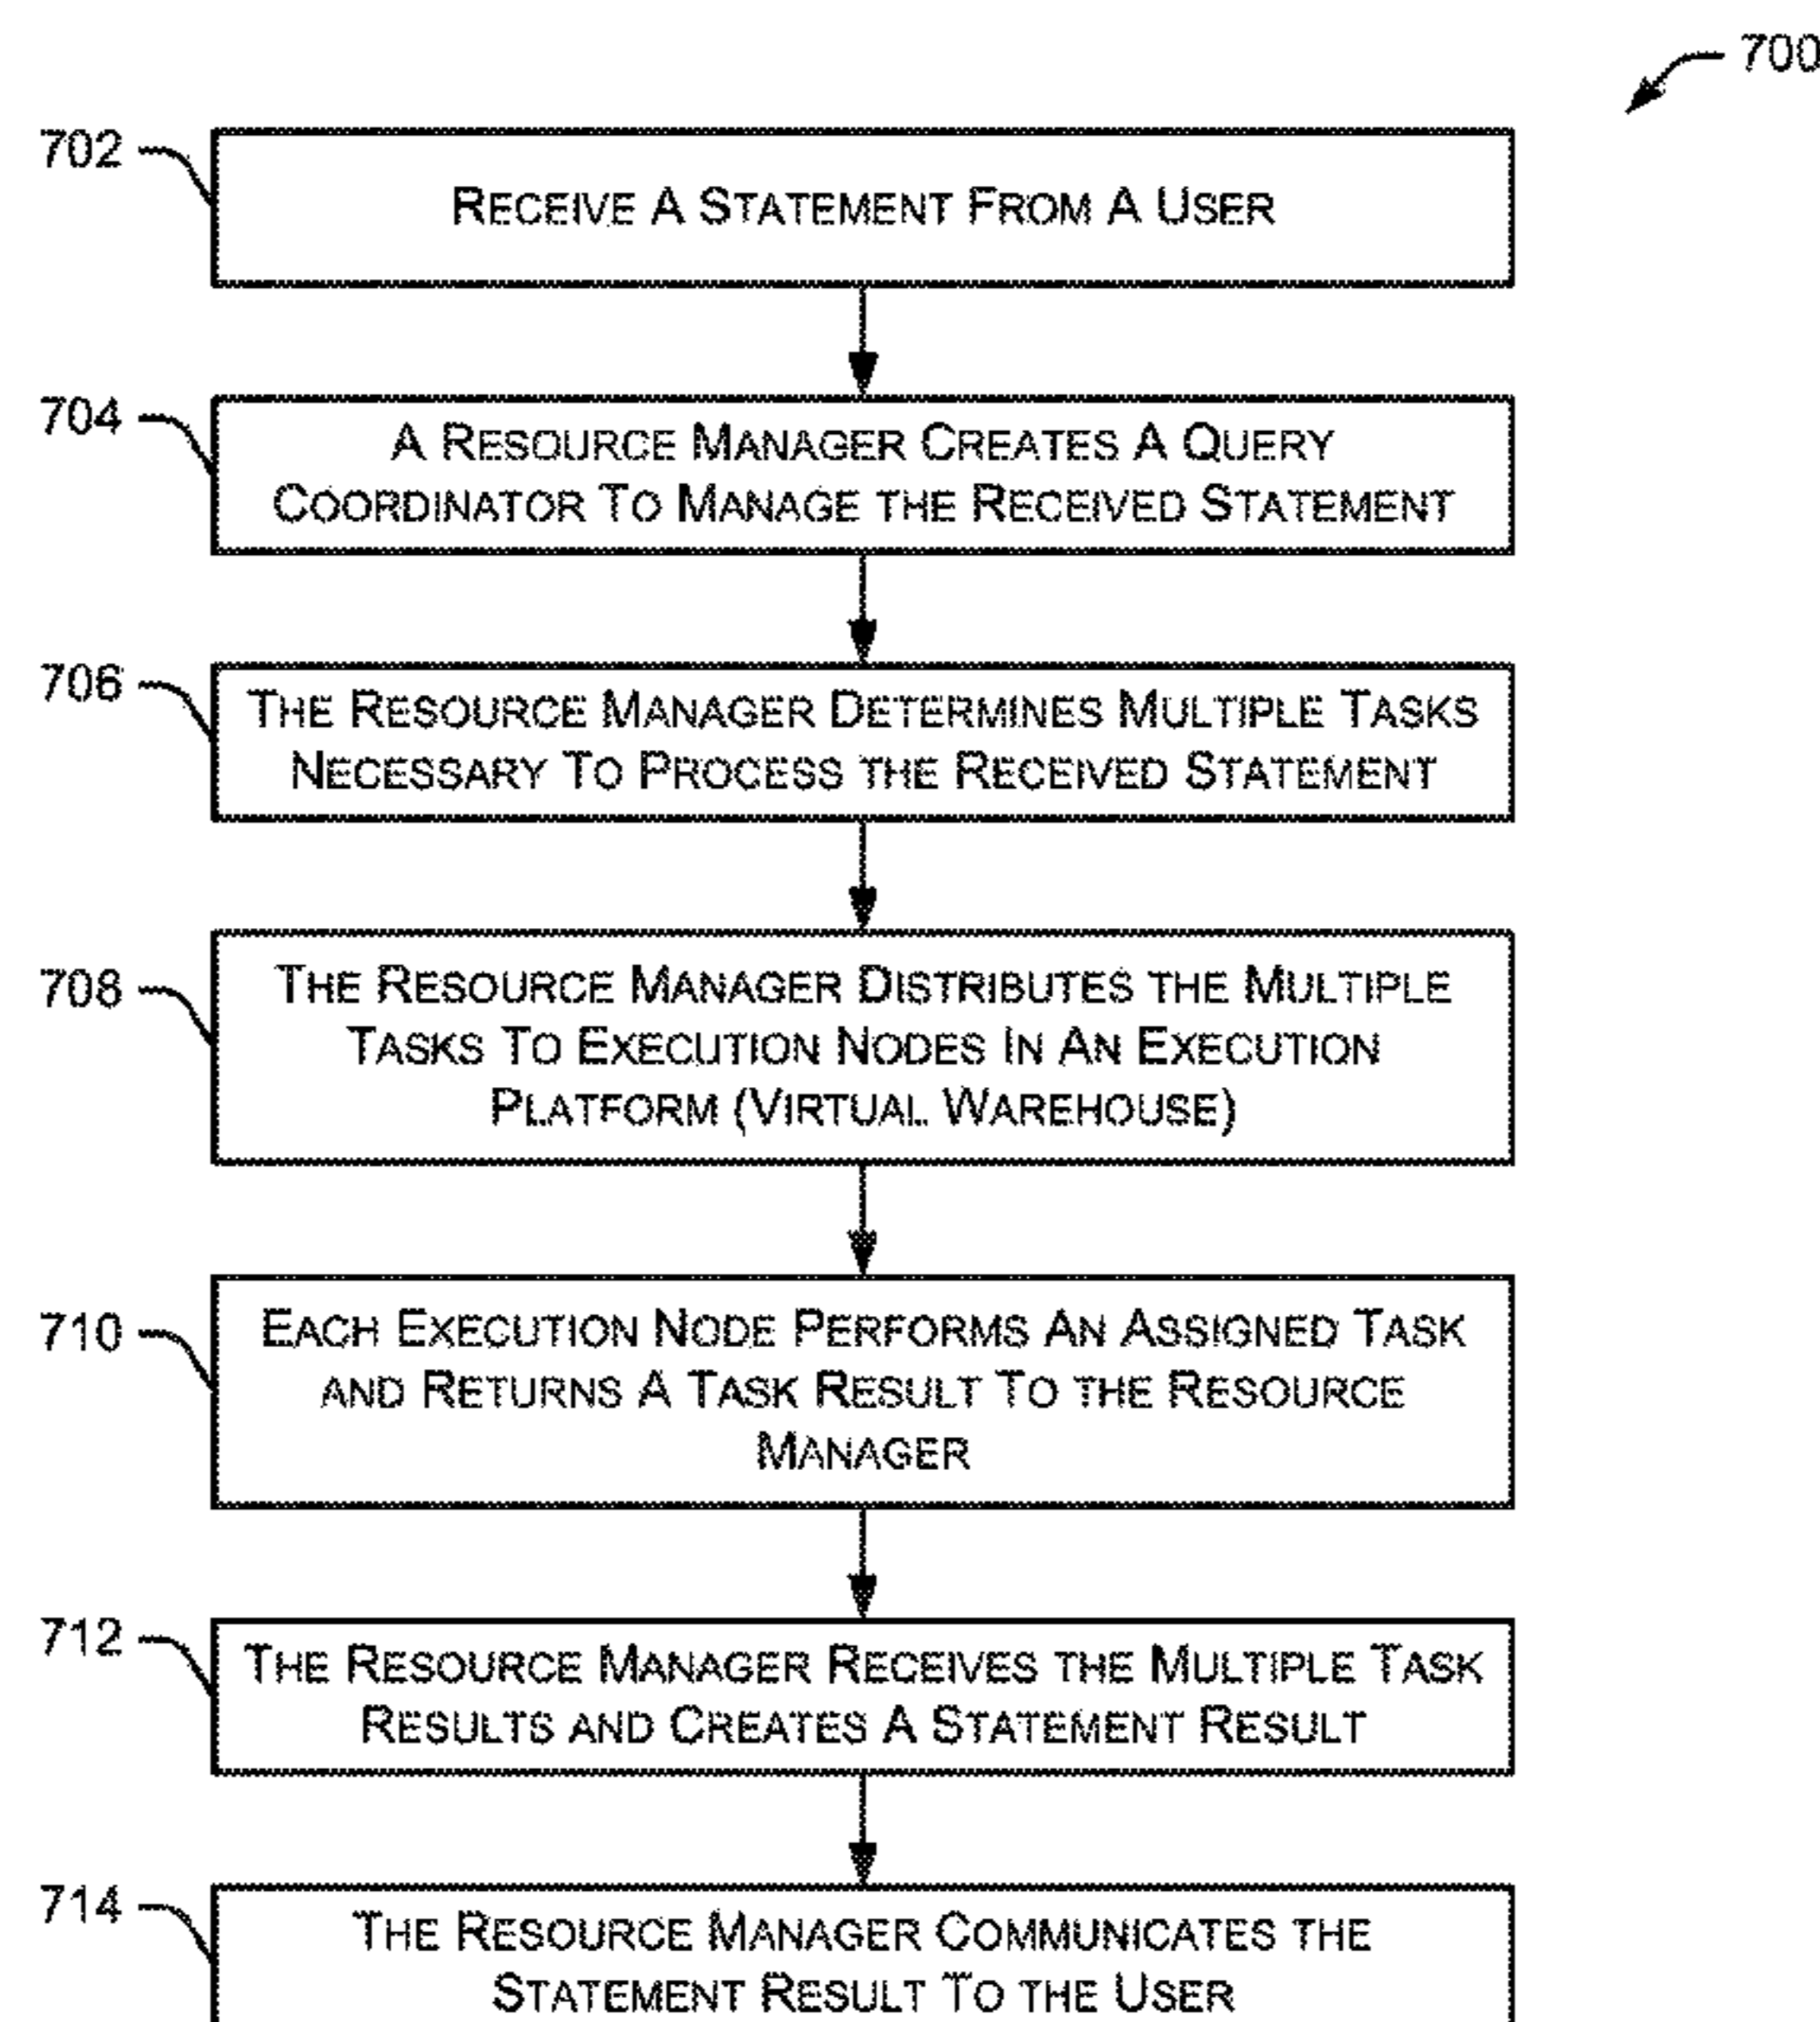 700
702
RECEIVE A STATEMENT FROM A USER
704
A RESOURCE MANAGER CREATES A QUERY
COORDINATOR TO MANAGE THE RECEIVED STATEMENT
706
THE RESOURCE MANAGER DETERMINES MULTIPLE TASKS
NECESSARY TO PROCESS THE RECEIVED STATEMENT
708
THE RESOURCE MANAGER DISTRIBUTES THE MULTIPLE
TASKS TO EXECUTION NODES IN AN EXECUTION
PLATFORM (VIRTUAL WAREHOUSE)
710
EACH EXECUTION NODE PERFORMS AN ASSIGNED TASK
AND RETURNS A TASK RESULT TO THE RESOURCE
MANAGER
712
THE RESOURCE MANAGER RECEIVES THE MULTIPLE TASK
RESULTS AND CREATES A STATEMENT RESULT
714
THE RESOURCE MANAGER COMMUNICATES THE
STATEMENT RESULT TO THE USER